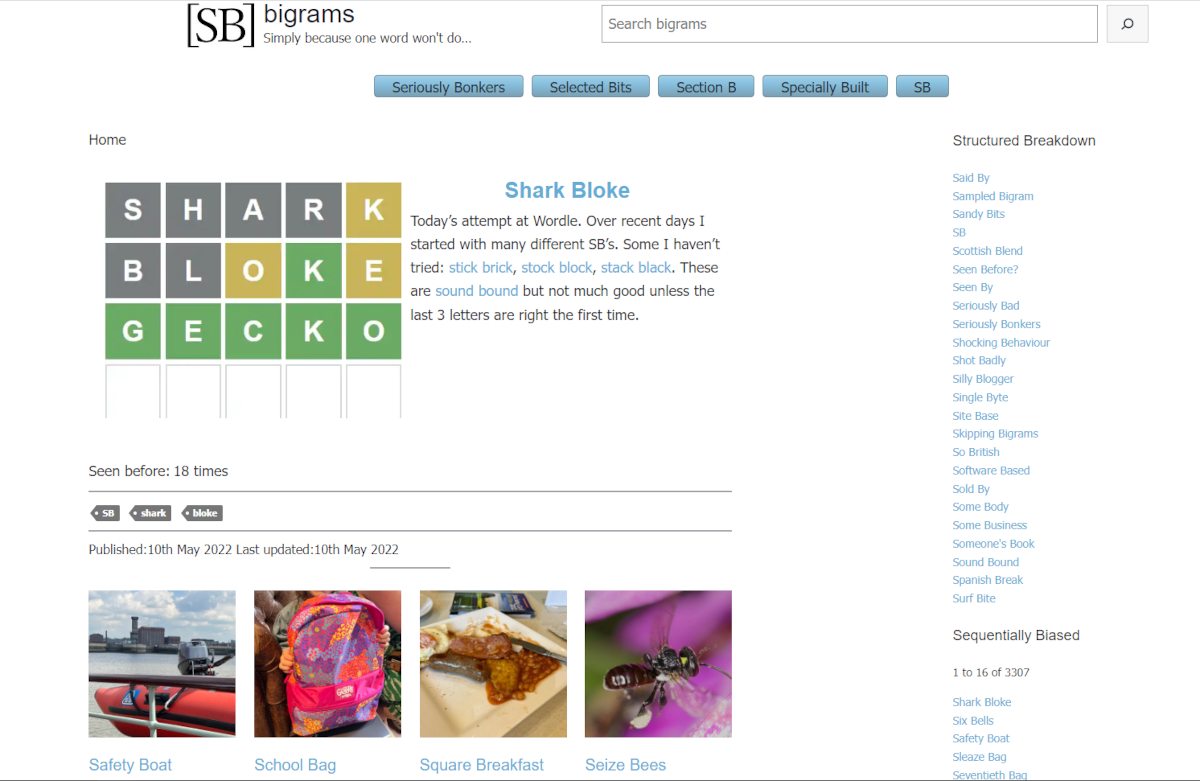 [SB]
bigrams
Simply because one word won't do...
Search bigrams
Seriously Bonkers
Selected Bits
Section B
Specially Built
SB
Home
S H A R K
B L O K E
G E C K O
Shark Bloke
Today's attempt at Wordle. Over recent days I
started with many different SB's. Some I haven't
tried: stick brick, stock block, stack black. These
are sound bound but not much good unless the
last 3 letters are right the first time.
Seen before: 18 times
SB
shark
bloke
Published:10th May 2022 Last updated:10th May 2022
Safety Boat
School Bag
Square Breakfast
Seize Bees
Structured Breakdown
Said By
Sampled Bigram
Sandy Bits
SB
Scottish Blend
Seen Before?
Seen By
Seriously Bad
Seriously Bonkers
Shocking Behaviour
Shot Badly
Silly Blogger
Single Byte
Site Base
Skipping Bigrams
So British
Software Based
Sold By
Some Body
Some Business
Someone's Book
Sound Bound
Spanish Break
Surf Bite
Sequentially Biased
1 to 16 of 3307
Shark Bloke
Six Bells
Safety Boat
Sleaze Bag
Seventieth Bag